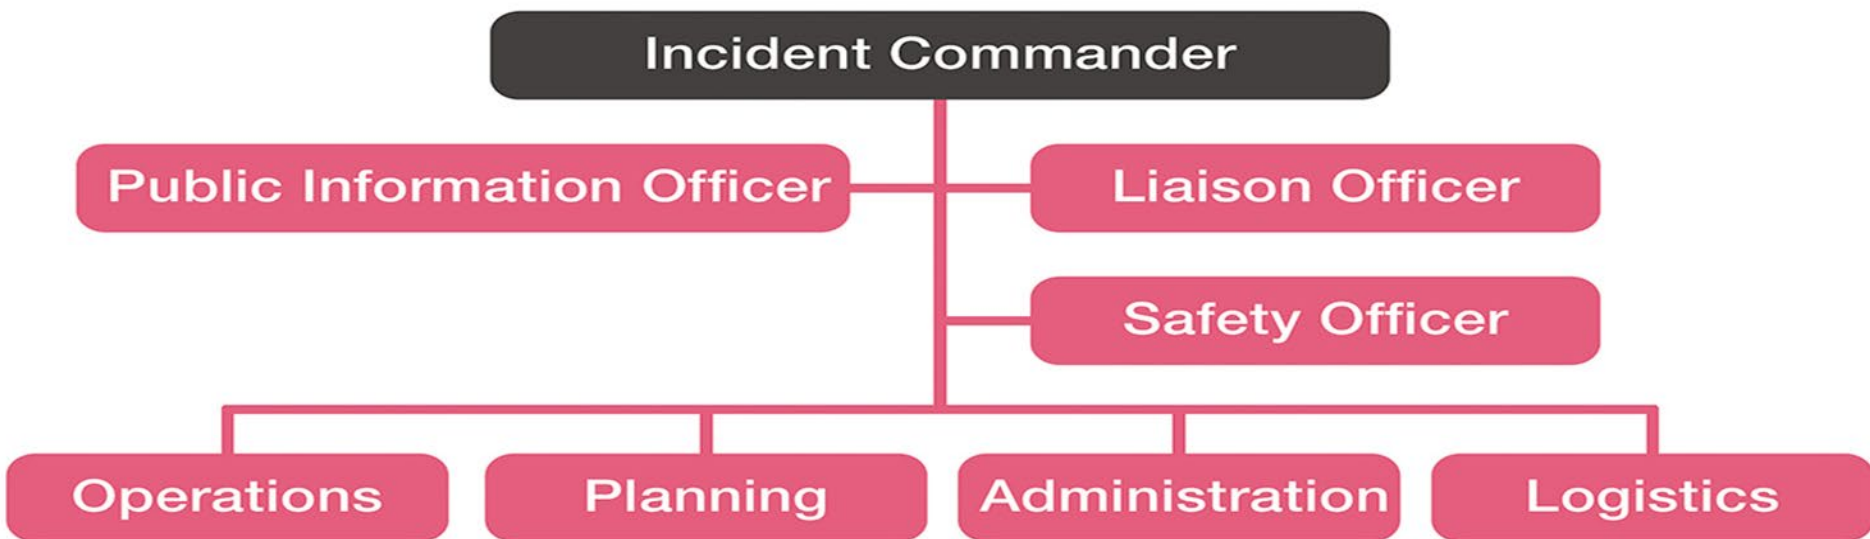 Incident Commander
Public Information Officer
Liaison Officer
Safety Officer
Operations
Planning
Administration
Logistics